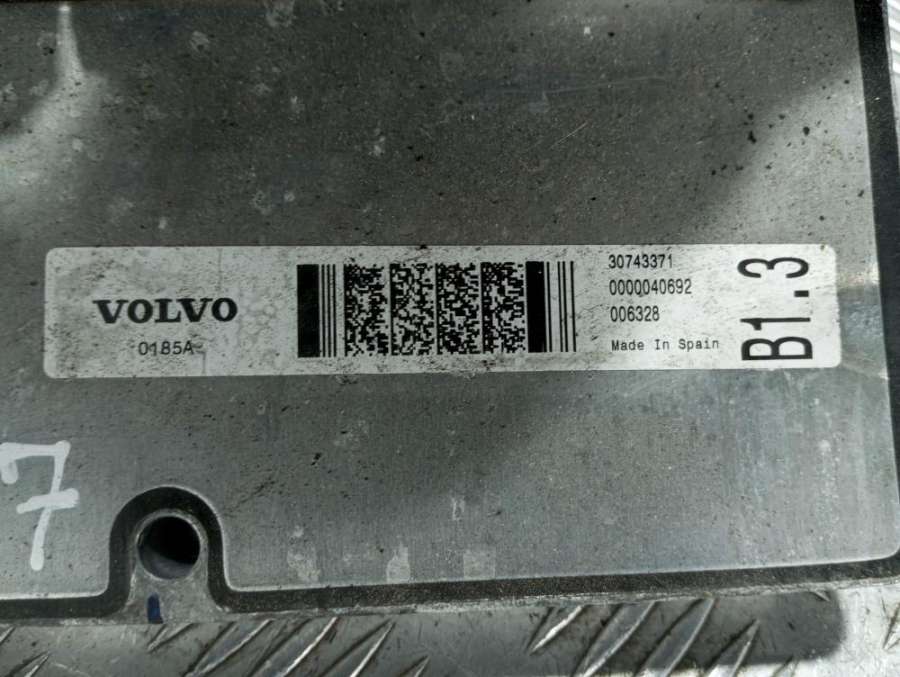 VOLVO
0185A
30743371
0000040692
006328
Made In Spain
B1.3
7